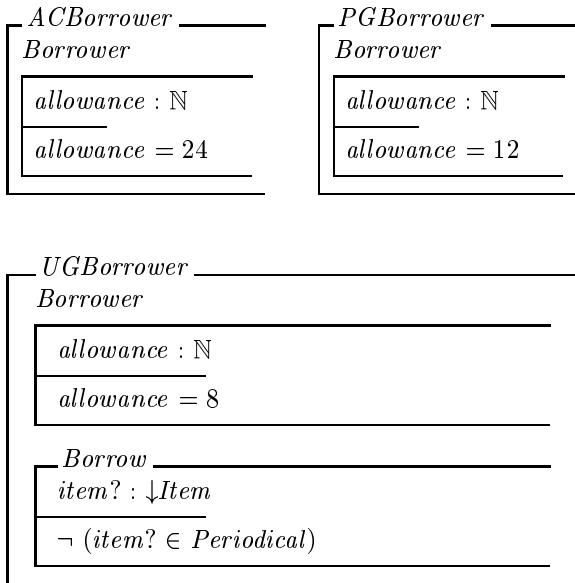 ACBorrower
Borrower
allowance : ℕ
allowance = 24
PGBorrower
Borrower
allowance : ℕ
allowance = 12
UGBorrower
Borrower
allowance : ℕ
allowance = 8
Borrow
item? : ↓Item
¬ (item? ∈ Periodical)